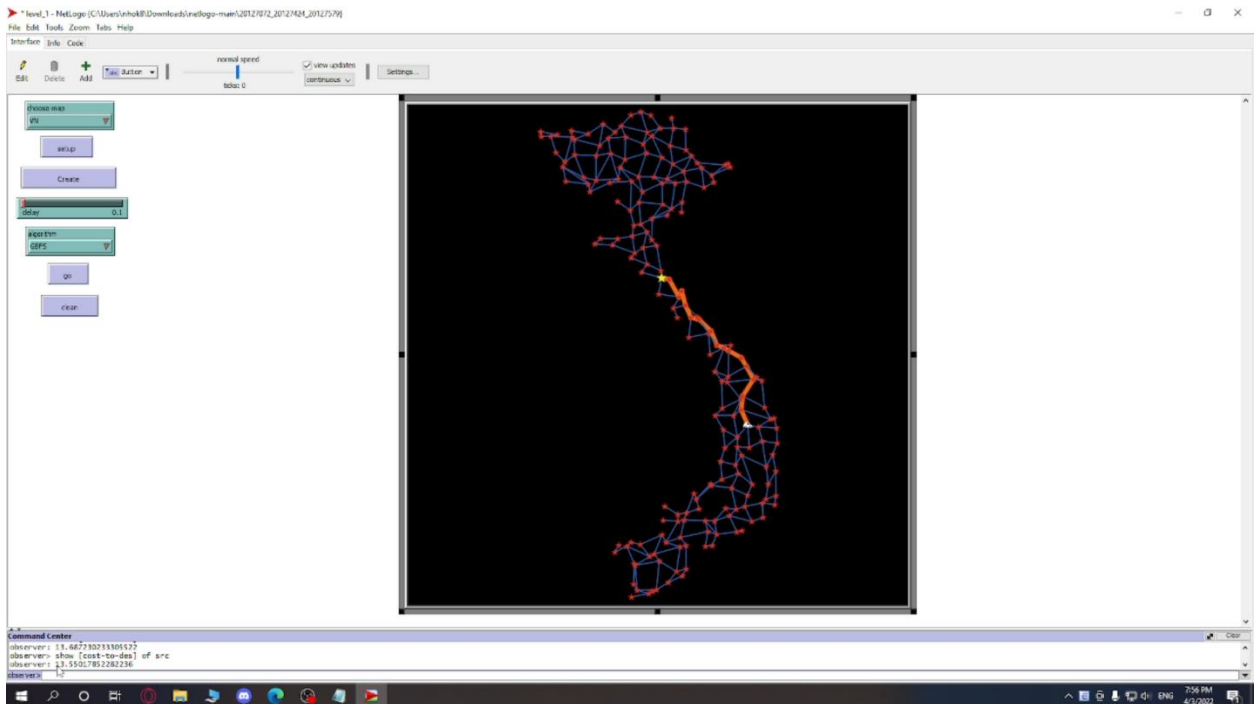 * level_1 - NetLogo {C:\Users\nhok8\Downloads\netlogo-main\20127072_20127424_20127579}
File Edit Tools Zoom Tabs Help
Interface Info Code
Edit Delete Add Button normal speed ticks: 0 view updates continuous Settings...
choose map
VN
setup
Create
delay 0.1
algorithm
GBFS
go
clean
Command Center Clear
observer: 13.687230233305522
observer> show [cost-to-des] of src
observer: 13.55017852282236
observer>
ENG 7:56 PM
4/3/2022